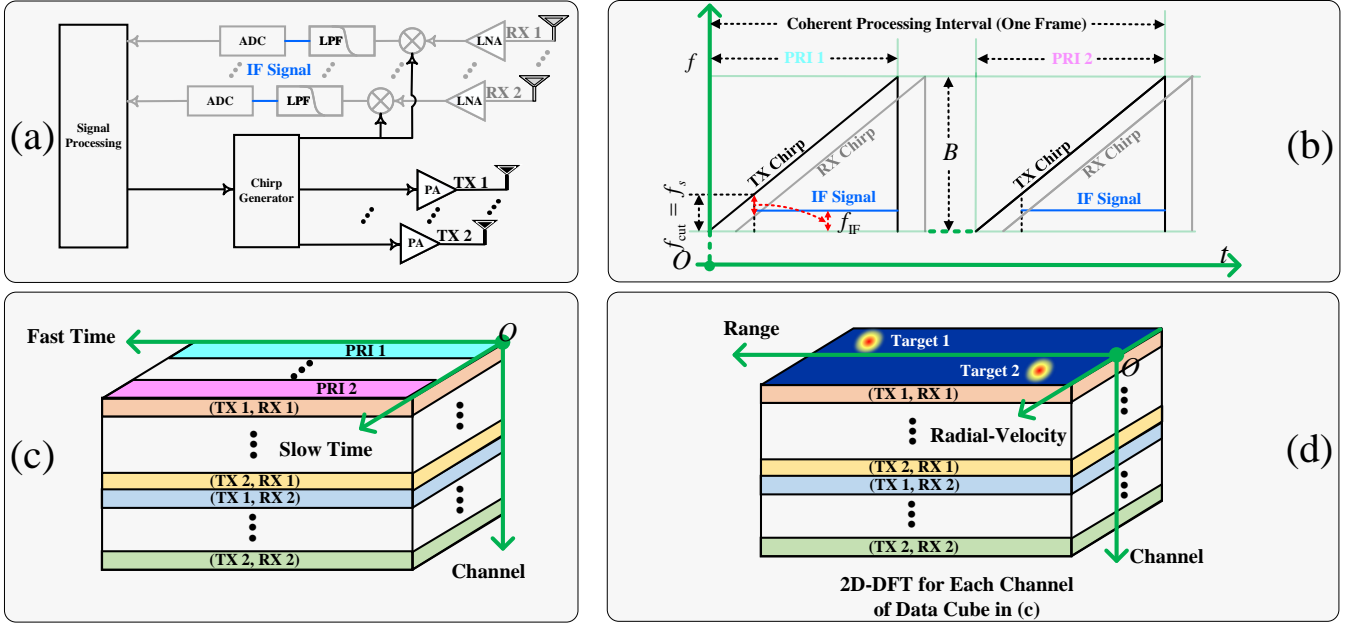 (a)
Signal
Processing
ADC
LPF
IF Signal
LNA
RX 1
ADC
LPF
LNA
RX 2
Chirp
Generator
PA
TX 1
PA
TX 2
(b)
f
Coherent Processing Interval (One Frame)
PRI 1
PRI 2
TX Chirp
RX Chirp
IF Signal
B
TX Chirp
RX Chirp
IF Signal
f_cut = f_s
f_IF
O
t
(c)
Fast Time
O
PRI 1
PRI 2
(TX 1, RX 1)
Slow Time
(TX 2, RX 1)
(TX 1, RX 2)
(TX 2, RX 2)
Channel
(d)
Range
Target 1
Target 2
O
(TX 1, RX 1)
Radial-Velocity
(TX 2, RX 1)
(TX 1, RX 2)
(TX 2, RX 2)
Channel
2D-DFT for Each Channel
of Data Cube in (c)